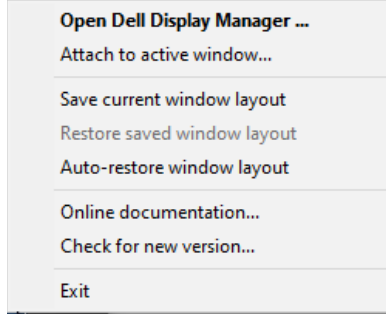 Open Dell Display Manager ...
Attach to active window...
Save current window layout
Restore saved window layout
Auto-restore window layout
Online documentation...
Check for new version...
Exit